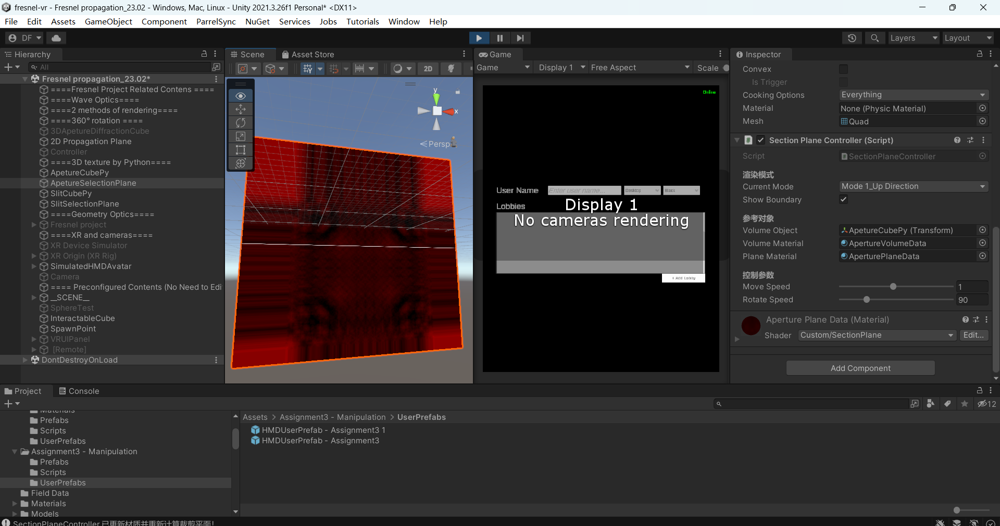 fresnel-vr - Fresnel propagation_23.02 - Windows, Mac, Linux - Unity 2021.3.26f1 Personal* <DX11>
File Edit Assets GameObject Component ParrelSync NuGet Services Jobs Tutorials Window Help
DF Layers Layout
Hierarchy
All
Fresnel propagation_23.02*
====Fresnel Project Related Contens ====
====Wave Optics====
====2 methods of rendering====
====360° rotation ====
3DApetureDiffractionCube
2D Propagation Plane
Controller
====3D texture by Python====
ApetureCubePy
ApetureSelectionPlane
SlitCubePy
SlitSelectionPlane
====Geometry Optics====
Fresnel project
====XR and cameras====
XR Device Simulator
XR Origin (XR Rig)
SimulatedHMDAvatar
Camera
==== Preconfigured Contents (No Need to Edi
__SCENE__
SphereTest
InteractableCube
SpawnPoint
VRUIPanel
[Remote]
DontDestroyOnLoad
Scene Asset Store
2D
y
x
Persp
Game
Game Display 1 Free Aspect Scale
Online
User Name Enter user name... Desktop Black
Lobbies
Display 1
No cameras rendering
+ Add Lobby
Inspector
Convex
Is Trigger
Cooking Options Everything
Material None (Physic Material)
Mesh Quad
Section Plane Controller (Script)
Script SectionPlaneController
渲染模式
Current Mode Mode 1_Up Direction
Show Boundary
参考对象
Volume Object ApetureCubePy (Transform)
Volume Material ApertureVolumeData
Plane Material AperturePlaneData
控制参数
Move Speed 1
Rotate Speed 90
Aperture Plane Data (Material)
Shader Custom/SectionPlane Edit...
Add Component
Project Console
12
Materials
Prefabs
Scripts
UserPrefabs
Assignment3 - Manipulation
Prefabs
Scripts
UserPrefabs
Field Data
Materials
Models
Assets > Assignment3 - Manipulation > UserPrefabs
HMDUserPrefab - Assignment3 1
HMDUserPrefab - Assignment3
SectionPlaneController 已更新材质并重新计算裁剪平面!